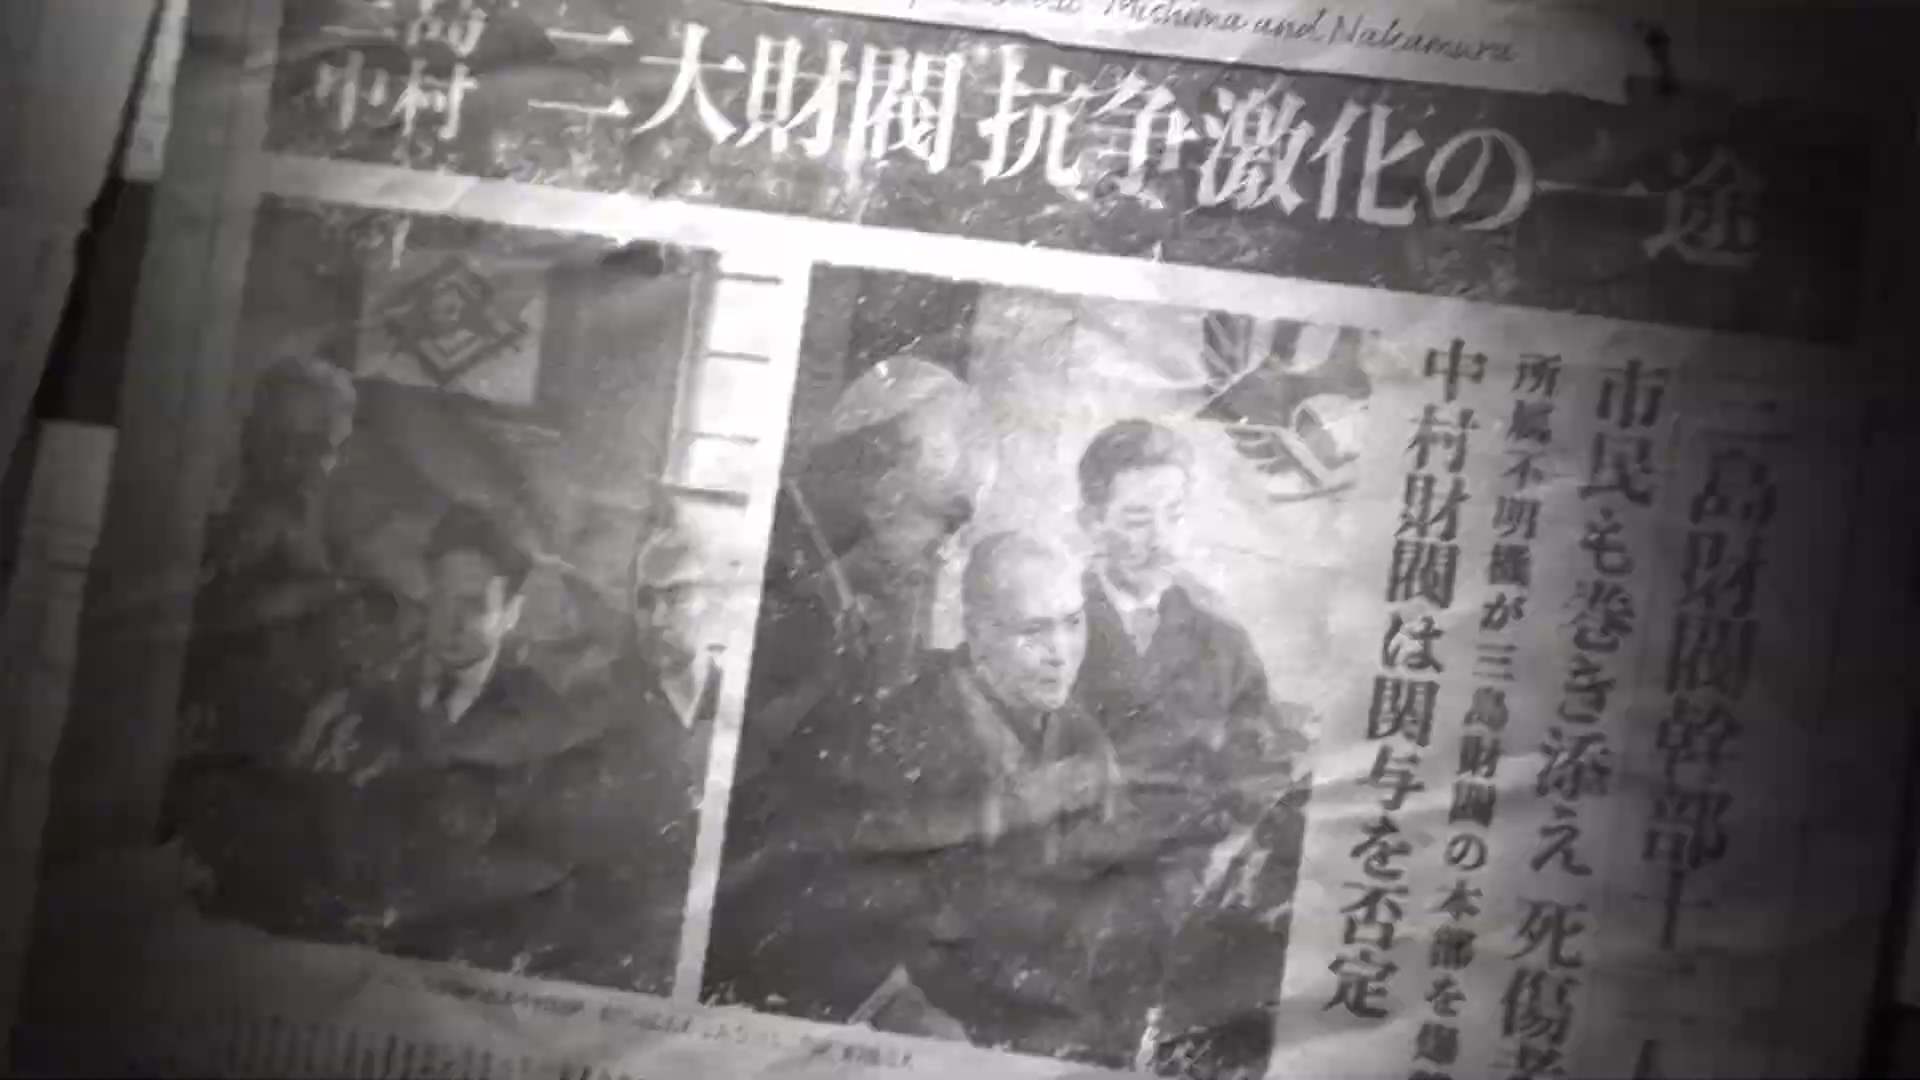 Mishima and Nakamura
三島
中村
二大財閥 抗争激化の一途
三島財閥幹部十
市民も巻き添え 死傷者
所属不明機が三島財閥の本部を爆
中村財閥は関与を否定